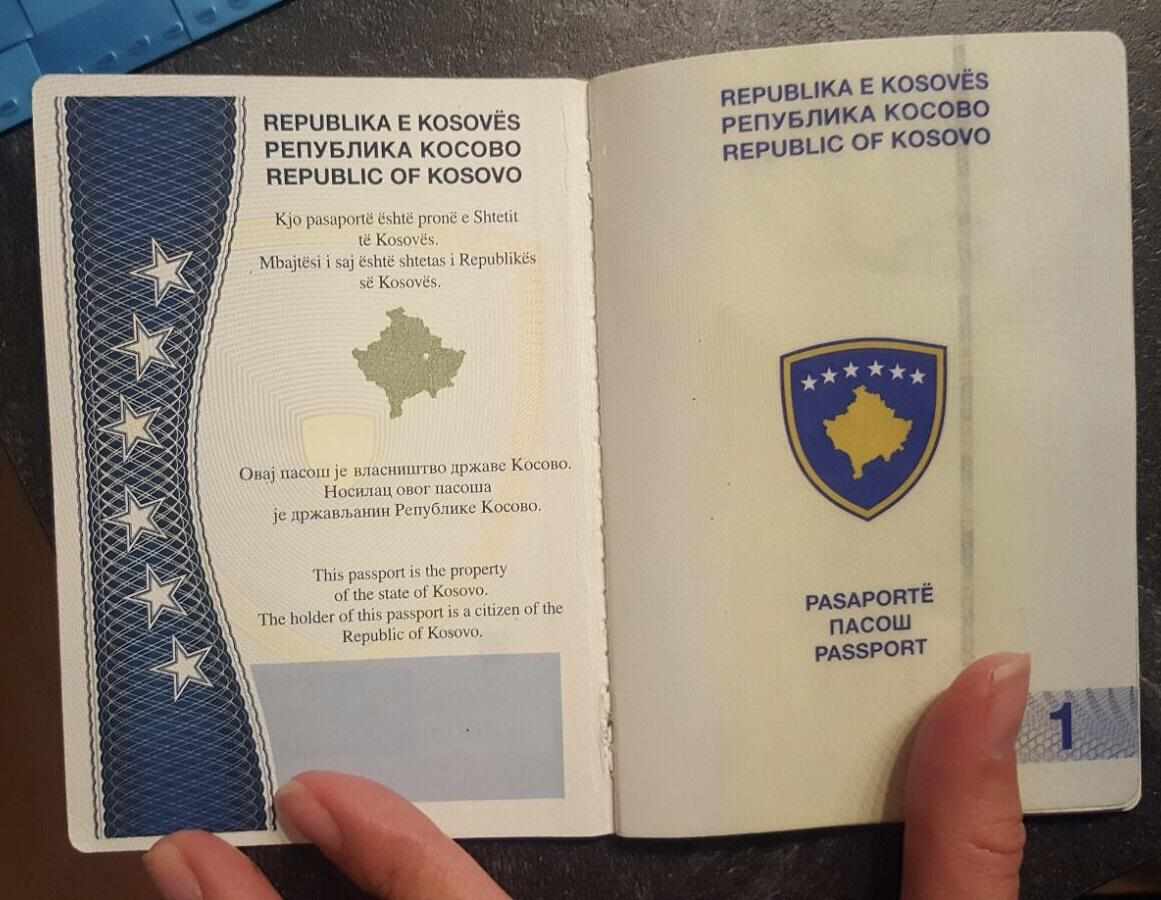 REPUBLIKA E KOSOVËS
РЕПУБЛИКА КОСОВО
REPUBLIC OF KOSOVO
Kjo pasaportë është pronë e Shtetit
të Kosovës.
Mbajtësi i saj është shtetas i Republikës
së Kosovës.
Овај пасош је власништво државе Косово.
Носилац овог пасоша
је држављанин Републике Косово.
This passport is the property
of the state of Kosovo.
The holder of this passport is a citizen of the
Republic of Kosovo.
REPUBLIKA E KOSOVËS
РЕПУБЛИКА КОСОВО
REPUBLIC OF KOSOVO
PASAPORTË
ПАСОШ
PASSPORT
1